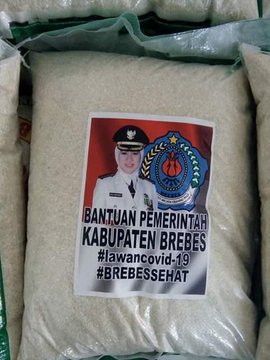 BANTUAN PEMERINTAH
KABUPATEN BREBES
#lawancovid-19
#BREBESSEHAT